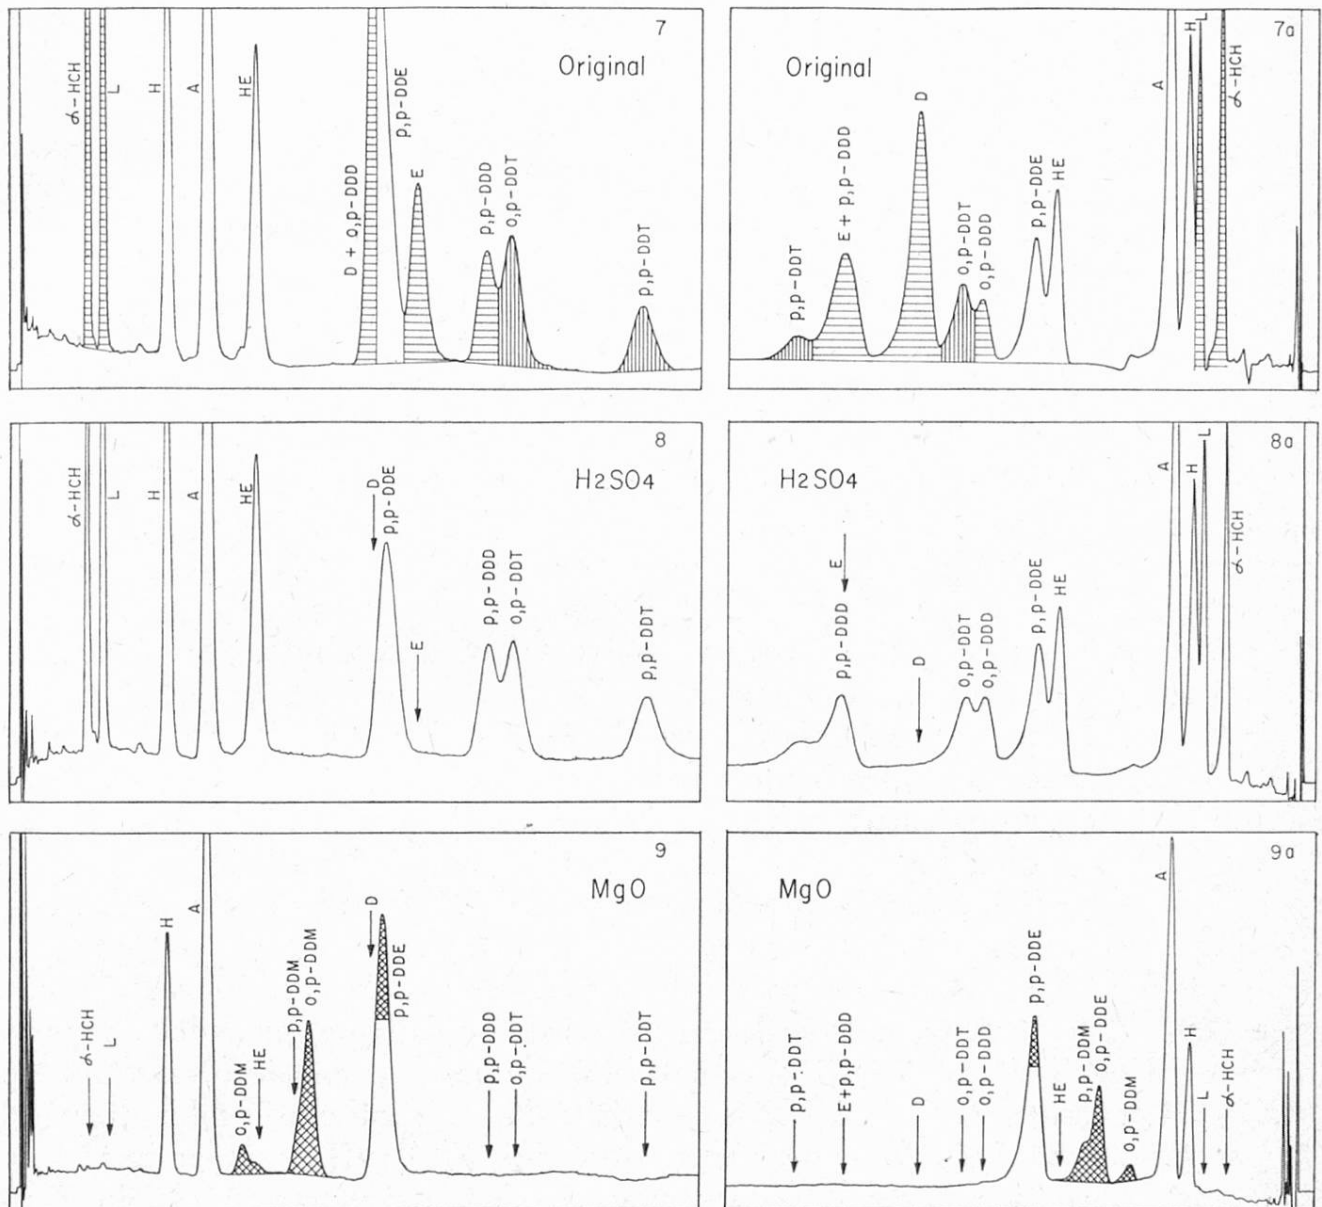 7
Original
α-HCH
L
H
A
HE
D + o,p-DDD
p,p-DDE
E
p,p-DDD
o,p-DDT
p,p-DDT
7a
Original
p,p-DDT
E + p,p-DDD
D
o,p-DDT
o,p-DDD
p,p-DDE
HE
A
H
L
α-HCH
8
H2SO4
α-HCH
L
H
A
HE
D
p,p-DDE
E
p,p-DDD
o,p-DDT
p,p-DDT
8a
H2SO4
p,p-DDD
E
D
o,p-DDT
o,p-DDD
p,p-DDE
HE
A
H
L
α-HCH
9
MgO
α-HCH
L
H
A
o,p-DDM
HE
p,p-DDM
o,p-DDM
D
p,p-DDE
p,p-DDD
o,p-DDT
p,p-DDT
9a
MgO
p,p-DDT
E+p,p-DDD
D
o,p-DDT
o,p-DDD
p,p-DDE
HE
p,p-DDM
o,p-DDE
o,p-DDM
A
H
L
α-HCH